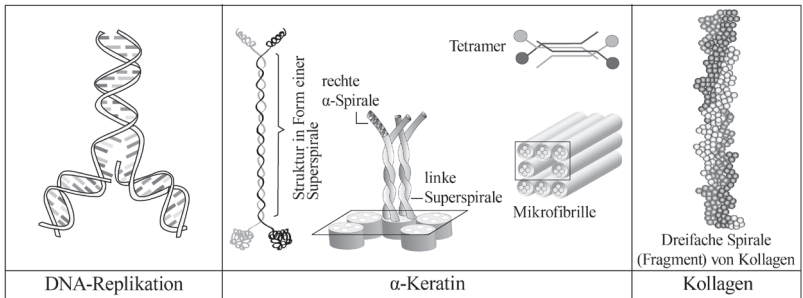 Struktur in Form einer
Superspirale
rechte
α-Spirale
linke
Superspirale
Tetramer
Mikrofibrille
Dreifache Spirale
(Fragment) von Kollagen
DNA-Replikation
α-Keratin
Kollagen